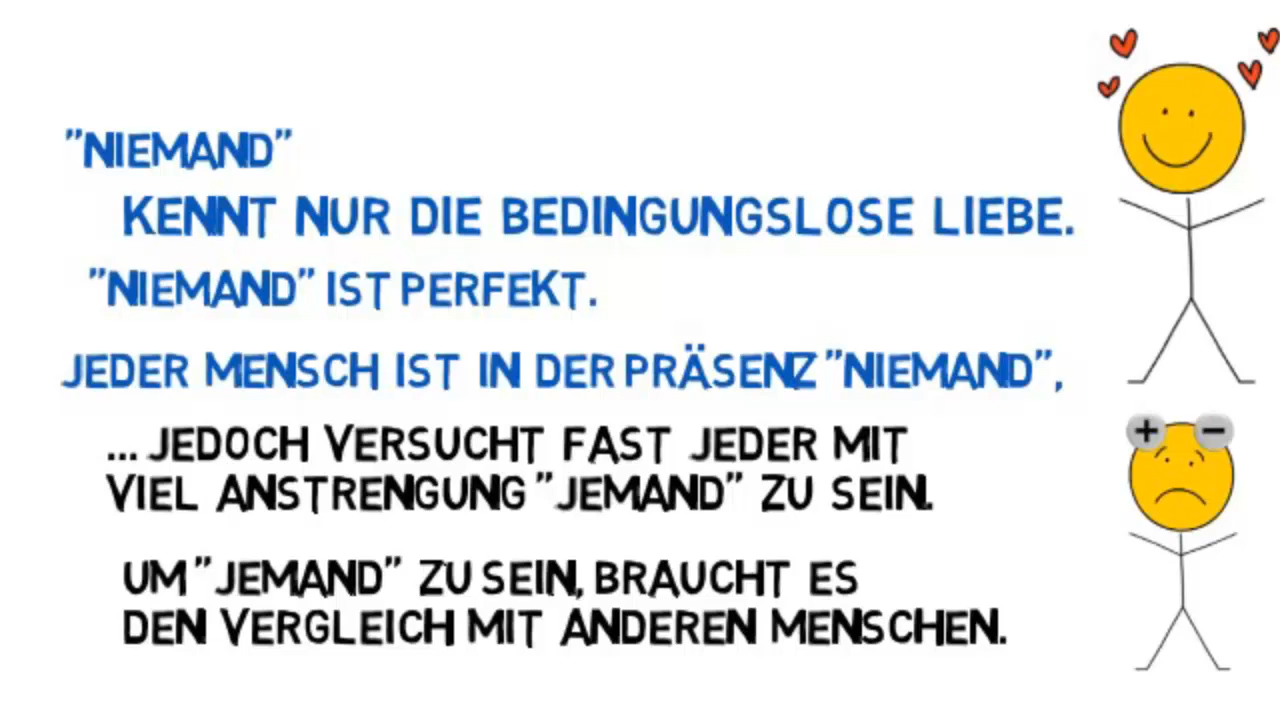 "NIEMAND"
KENNT NUR DIE BEDINGUNGSLOSE LIEBE.
"NIEMAND" IST PERFEKT.
JEDER MENSCH IST IN DER PRÄSENZ "NIEMAND",
... JEDOCH VERSUCHT FAST JEDER MIT
VIEL ANSTRENGUNG "JEMAND" ZU SEIN.
UM "JEMAND" ZU SEIN, BRAUCHT ES
DEN VERGLEICH MIT ANDEREN MENSCHEN.
+ −